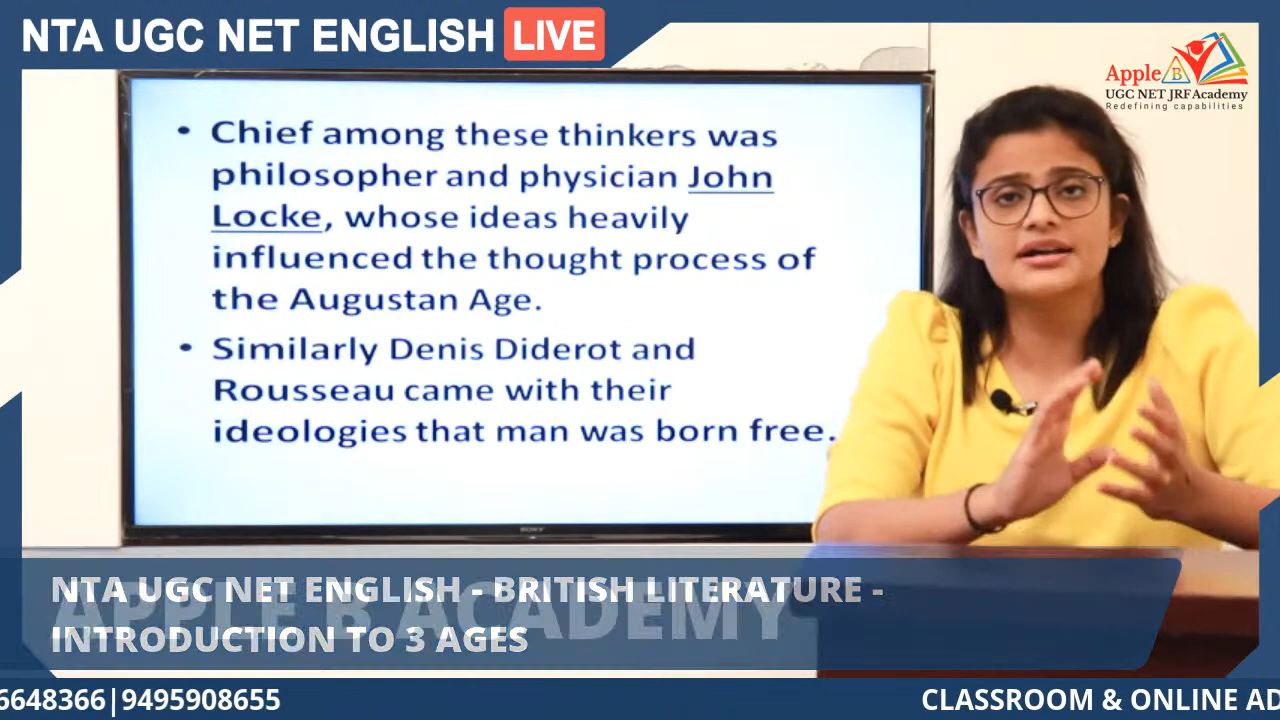 NTA UGC NET ENGLISH LIVE
Apple B
UGC NET JRF Academy
Redefining capabilities
• Chief among these thinkers was
philosopher and physician John
Locke, whose ideas heavily
influenced the thought process of
the Augustan Age.
• Similarly Denis Diderot and
Rousseau came with their
ideologies that man was born free.
SONY
APPLE B ACADEMY
NTA UGC NET ENGLISH - BRITISH LITERATURE -
INTRODUCTION TO 3 AGES
6648366|9495908655
CLASSROOM & ONLINE AD